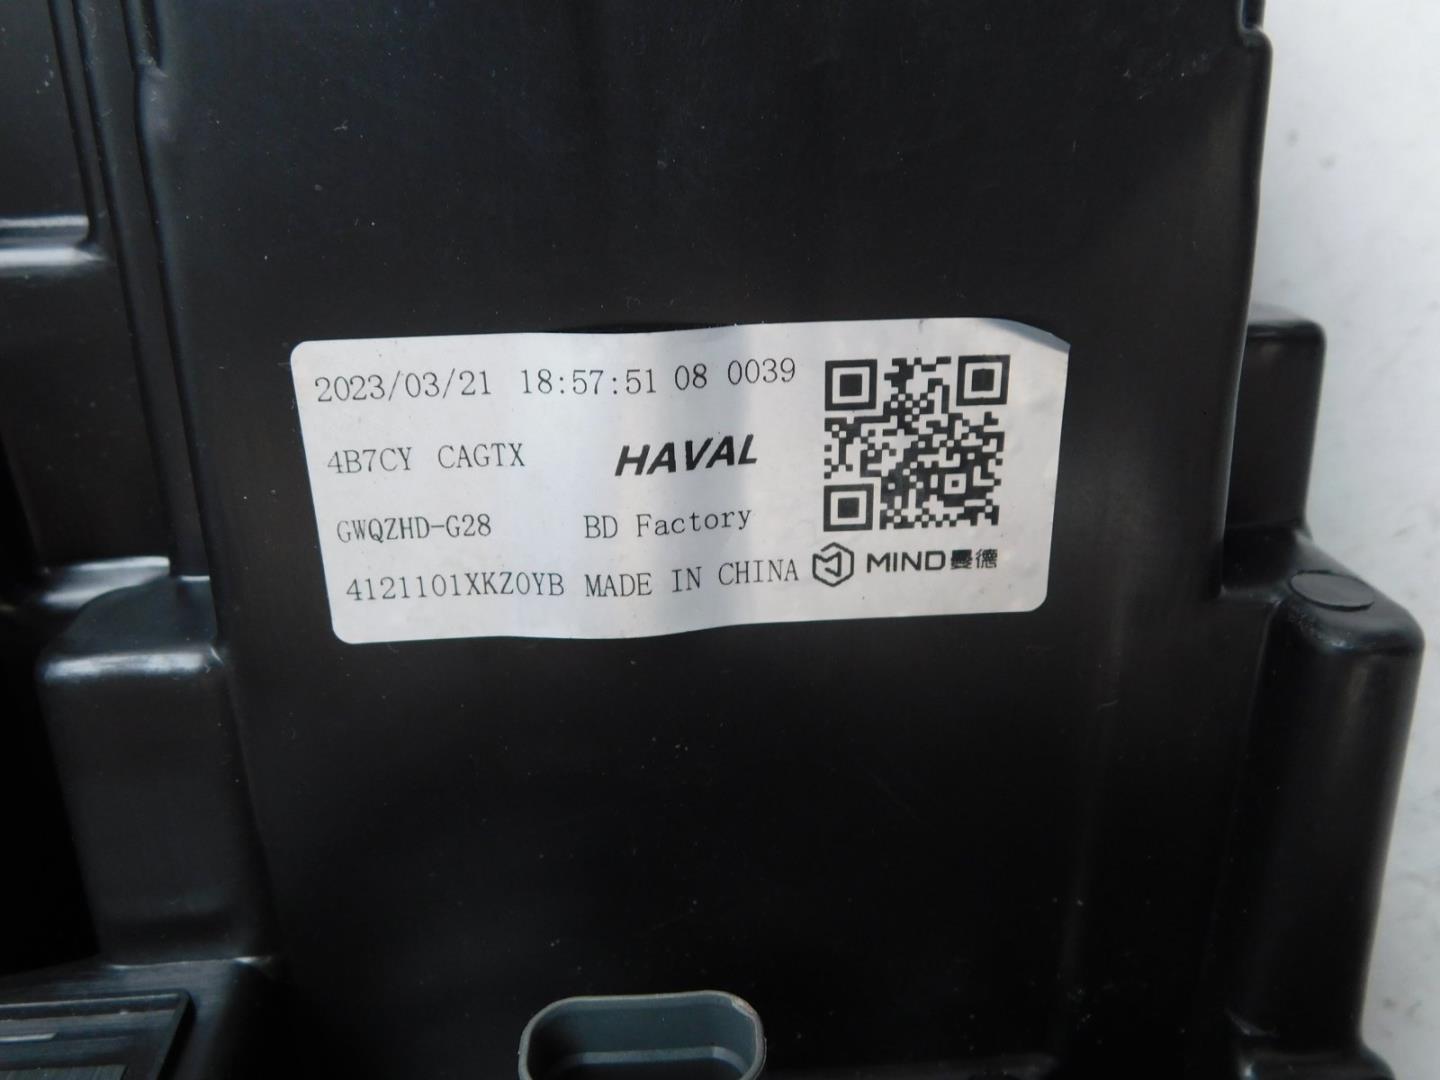 2023/03/21 18:57:51 08 0039
4B7CY CAGTX HAVAL
GWQZHD-G28 BD Factory
4121101XKZ0YB MADE IN CHINA MIND曼德